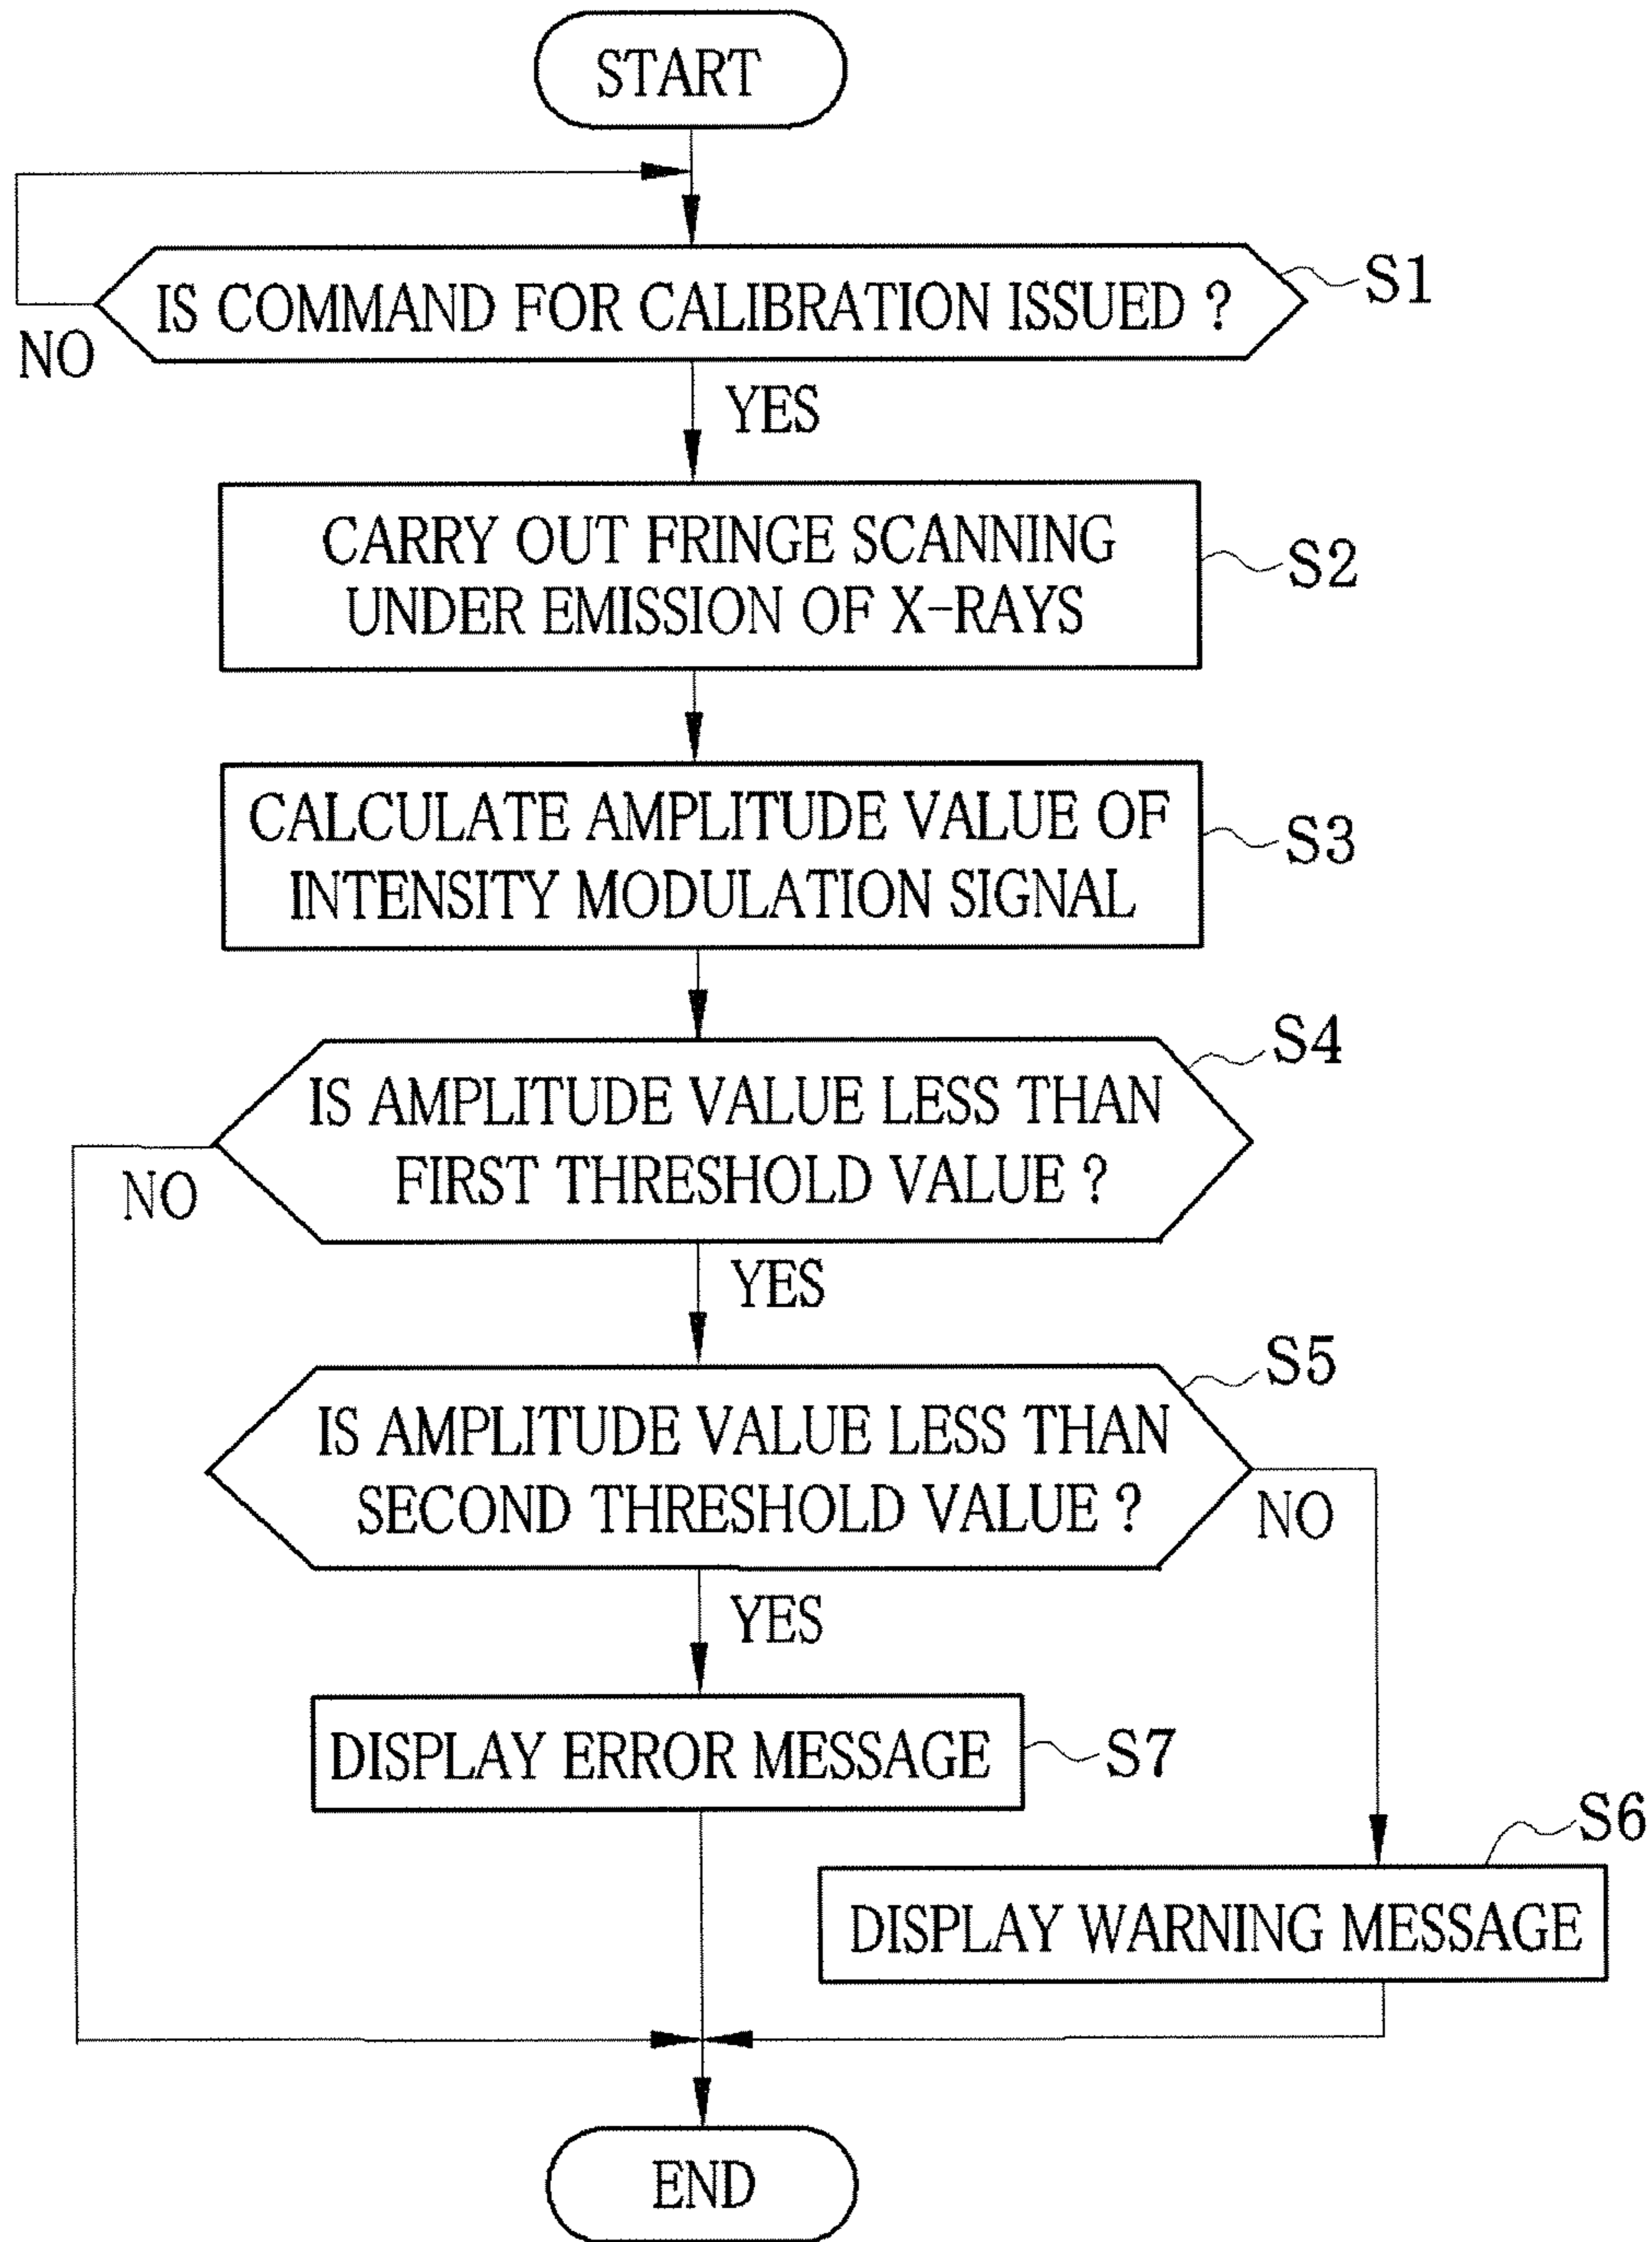 START
IS COMMAND FOR CALIBRATION ISSUED ?
S1
NO
YES
CARRY OUT FRINGE SCANNING
UNDER EMISSION OF X-RAYS
S2
CALCULATE AMPLITUDE VALUE OF
INTENSITY MODULATION SIGNAL
S3
IS AMPLITUDE VALUE LESS THAN
FIRST THRESHOLD VALUE ?
S4
NO
YES
IS AMPLITUDE VALUE LESS THAN
SECOND THRESHOLD VALUE ?
S5
NO
YES
DISPLAY ERROR MESSAGE
S7
S6
DISPLAY WARNING MESSAGE
END